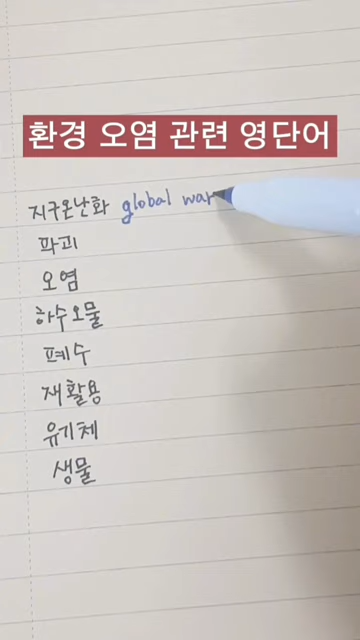 환경 오염 관련 영단어
지구온난화 global war
파괴
오염
하수오물
폐수
재활용
유기체
생물